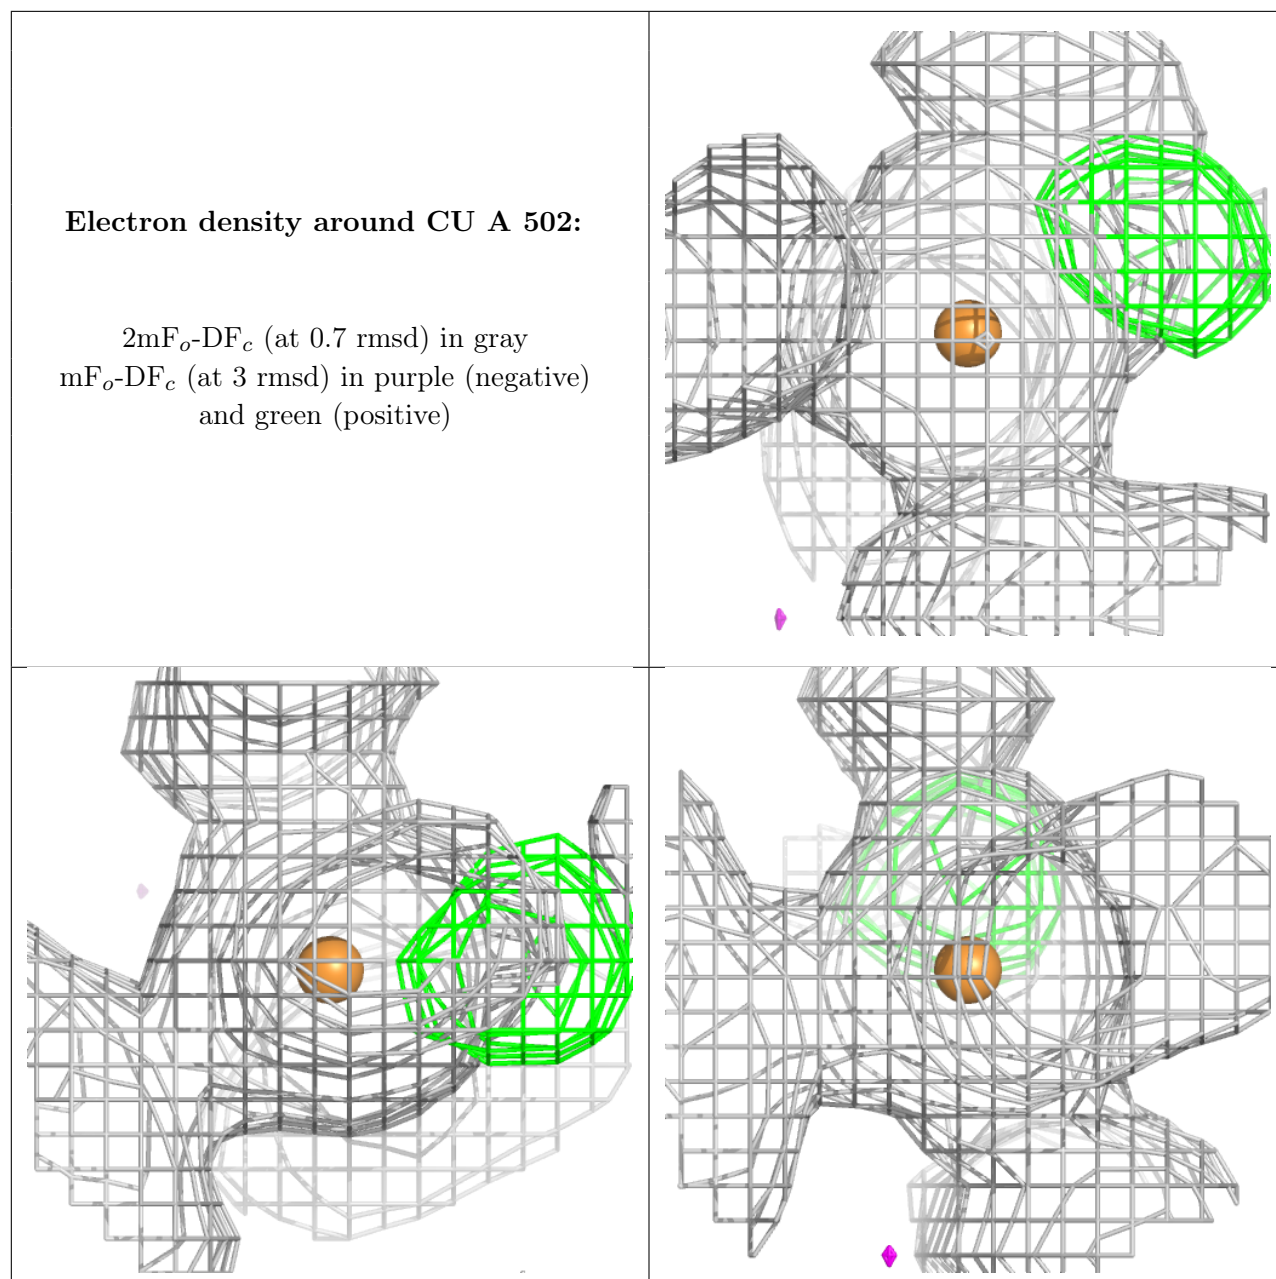 Electron density around CU A 502:
2mFo-DFc (at 0.7 rmsd) in gray
mFo-DFc (at 3 rmsd) in purple (negative)
and green (positive)